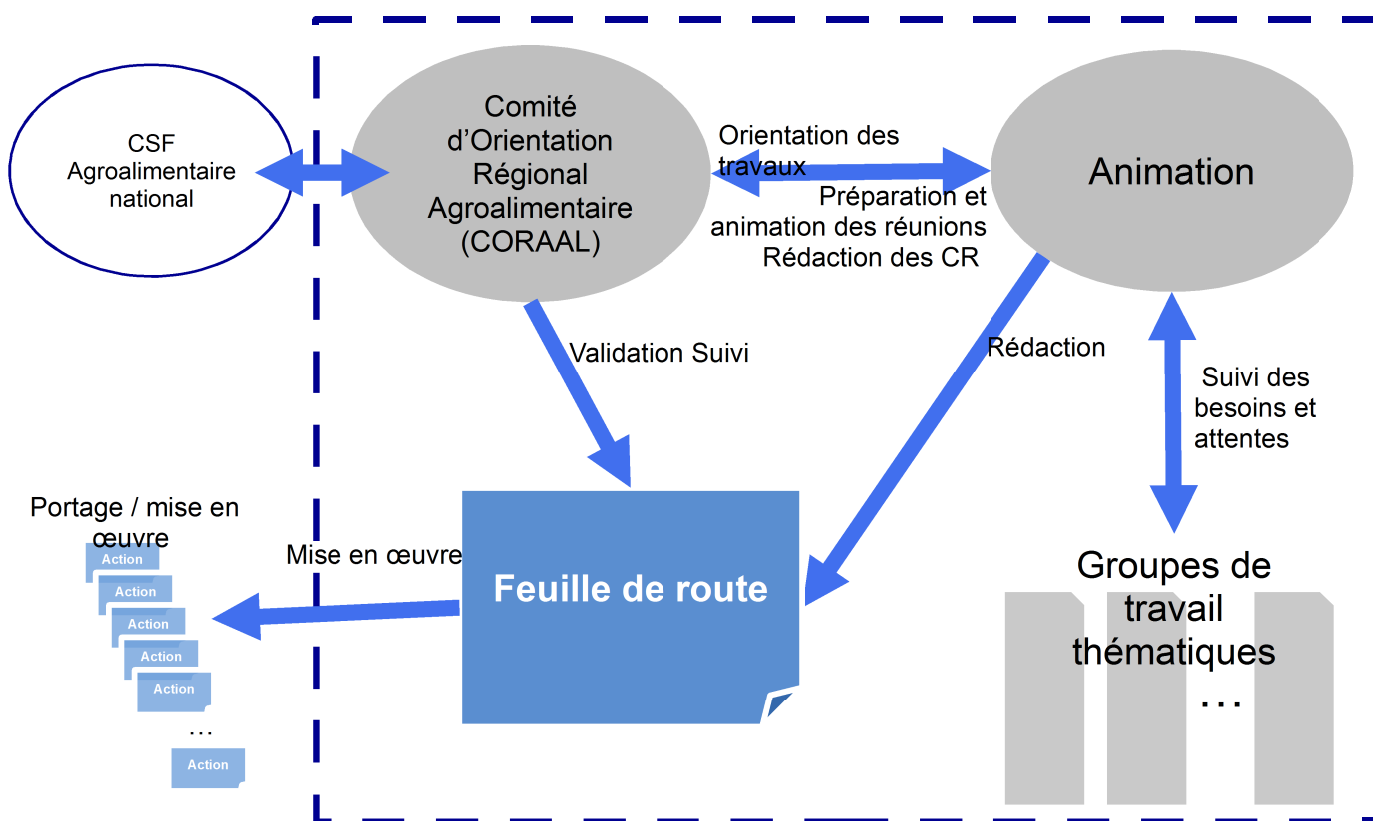 CSF
Agroalimentaire
national
Comité
d’Orientation
Régional
Agroalimentaire
(CORAAL)
Orientation des
travaux
Préparation et
animation des réunions
Rédaction des CR
Animation
Validation Suivi
Rédaction
Suivi des
besoins et
attentes
Portage / mise en
œuvre
Action
Action
Action
Action
Action
...
Action
Mise en œuvre
Feuille de route
Groupes de
travail
thématiques
...